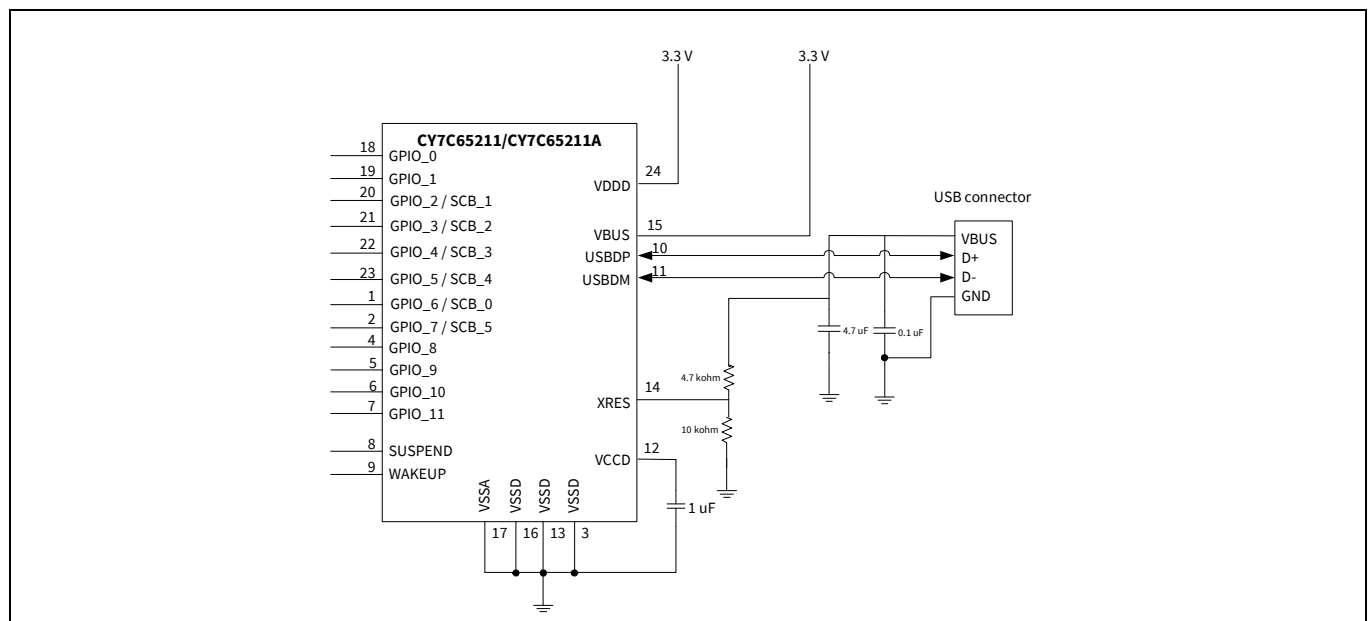 3.3 V
3.3 V
CY7C65211/CY7C65211A
18
GPIO_0
19
GPIO_1
20
GPIO_2 / SCB_1
21
GPIO_3 / SCB_2
22
GPIO_4 / SCB_3
23
GPIO_5 / SCB_4
1
GPIO_6 / SCB_0
2
GPIO_7 / SCB_5
4
GPIO_8
5
GPIO_9
6
GPIO_10
7
GPIO_11
8
SUSPEND
9
WAKEUP
VDDD
24
VBUS
15
USBDP
10
USBDM
11
XRES
14
VCCD
12
VSSA
VSSD
VSSD
VSSD
17
16
13
3
1 uF
4.7 kohm
10 kohm
4.7 uF
0.1 uF
USB connector
VBUS
D+
D-
GND